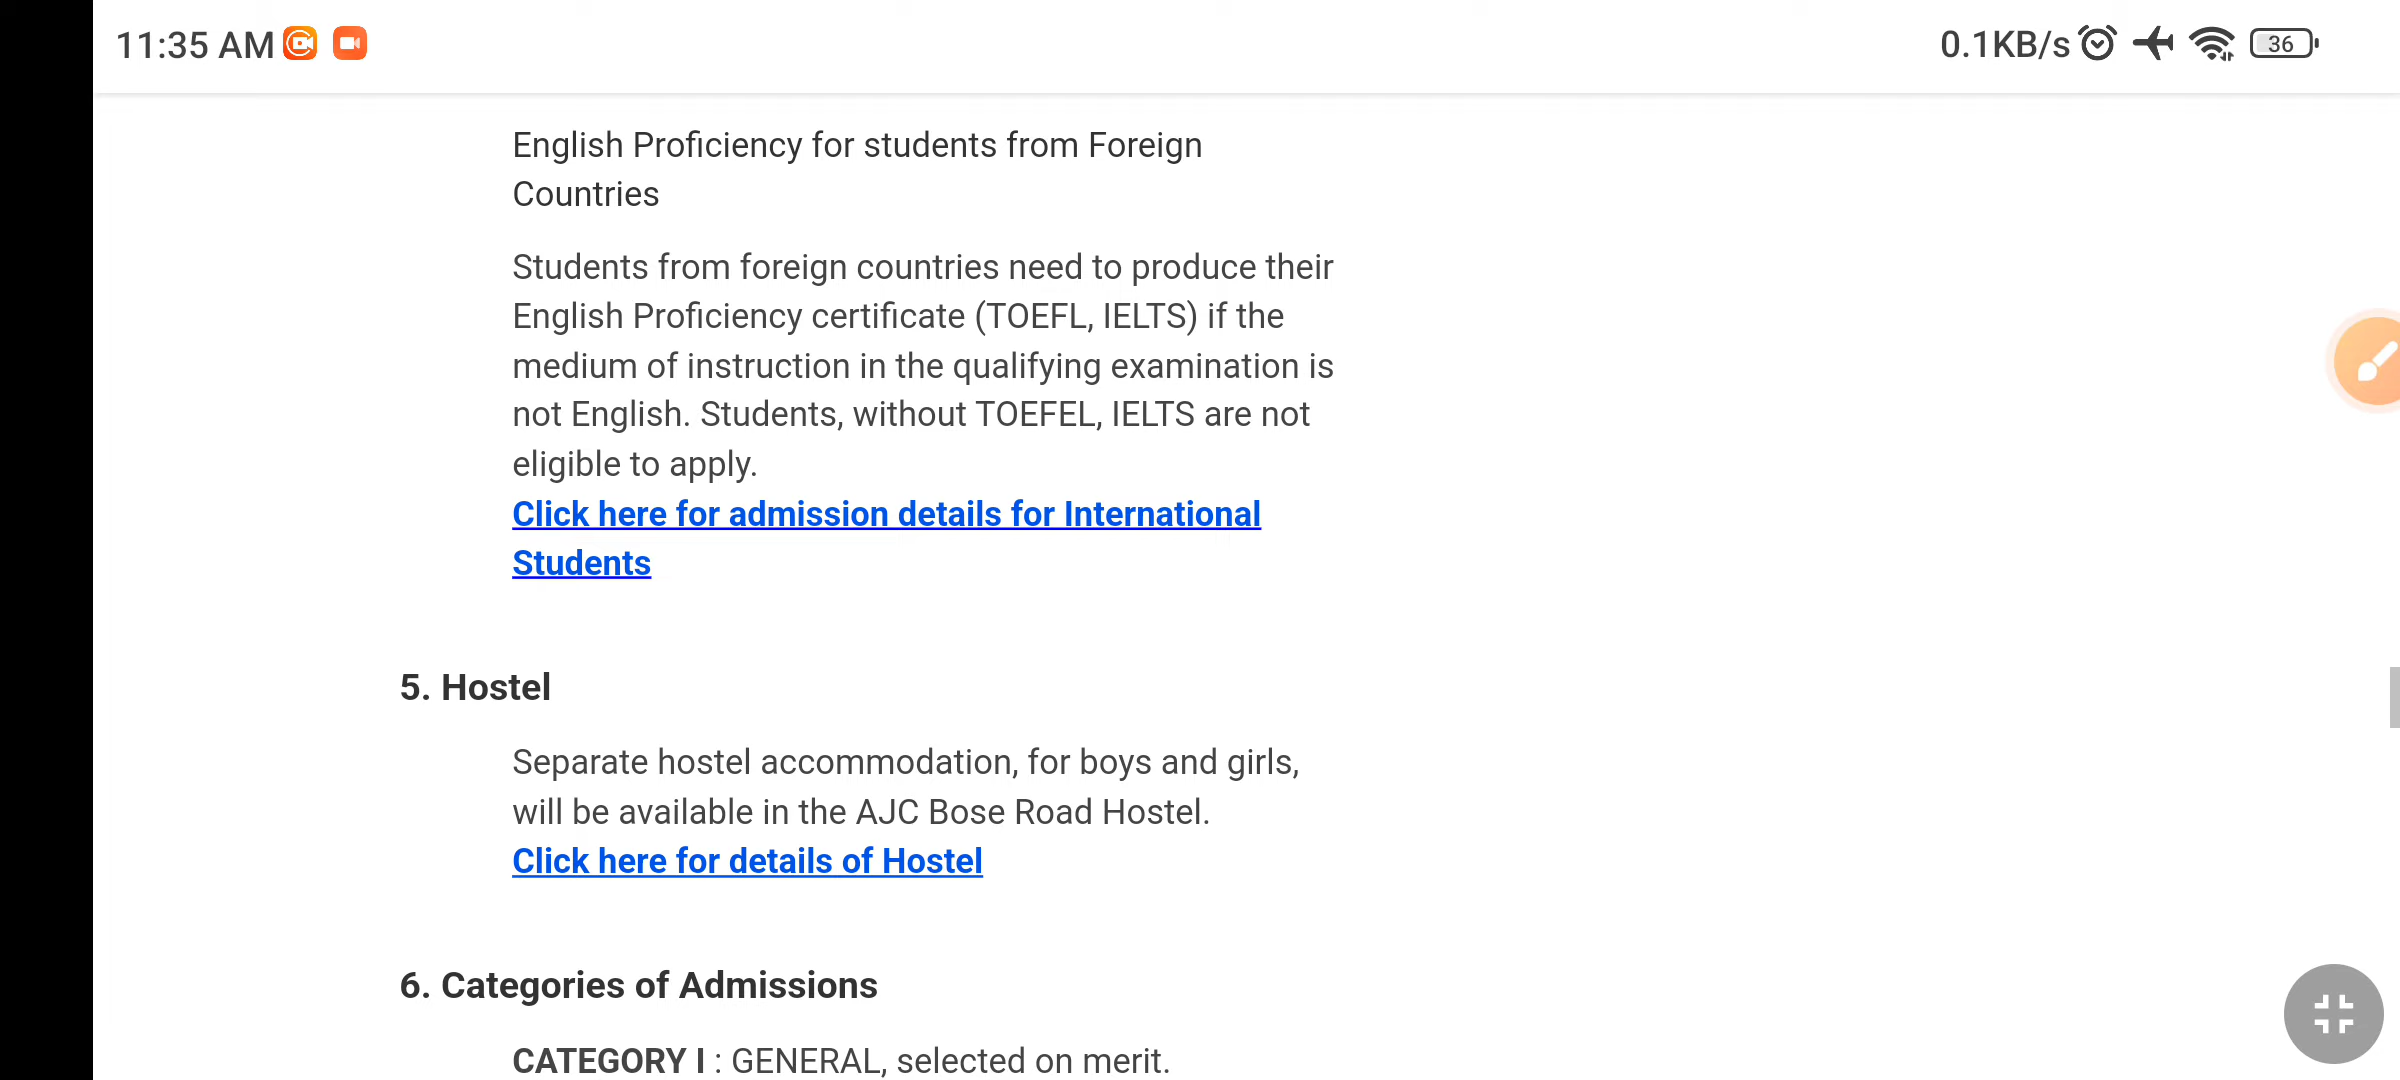 11:35 AM
0.1KB/s
36
English Proficiency for students from Foreign
Countries
Students from foreign countries need to produce their
English Proficiency certificate (TOEFL, IELTS) if the
medium of instruction in the qualifying examination is
not English. Students, without TOEFEL, IELTS are not
eligible to apply.
Click here for admission details for International
Students
5. Hostel
Separate hostel accommodation, for boys and girls,
will be available in the AJC Bose Road Hostel.
Click here for details of Hostel
6. Categories of Admissions
CATEGORY I : GENERAL, selected on merit.